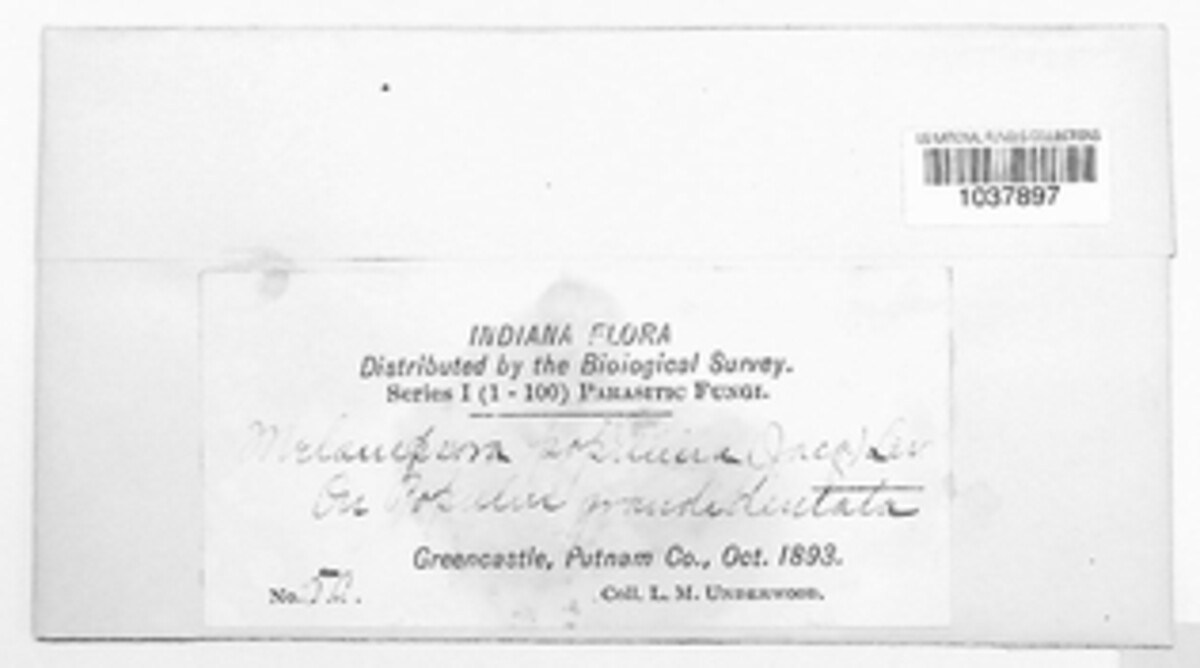 US NATIONAL FUNGUS COLLECTIONS
1037897
INDIANA FLORA
Distributed by the Biological Survey.
Series I (1 - 100) PARASITIC FUNGI.
Melampsora populina (Jacq) Lev
On Populus grandidentata
Greencastle, Putnam Co., Oct. 1893.
No.
Coll. L. M. UNDERWOOD.